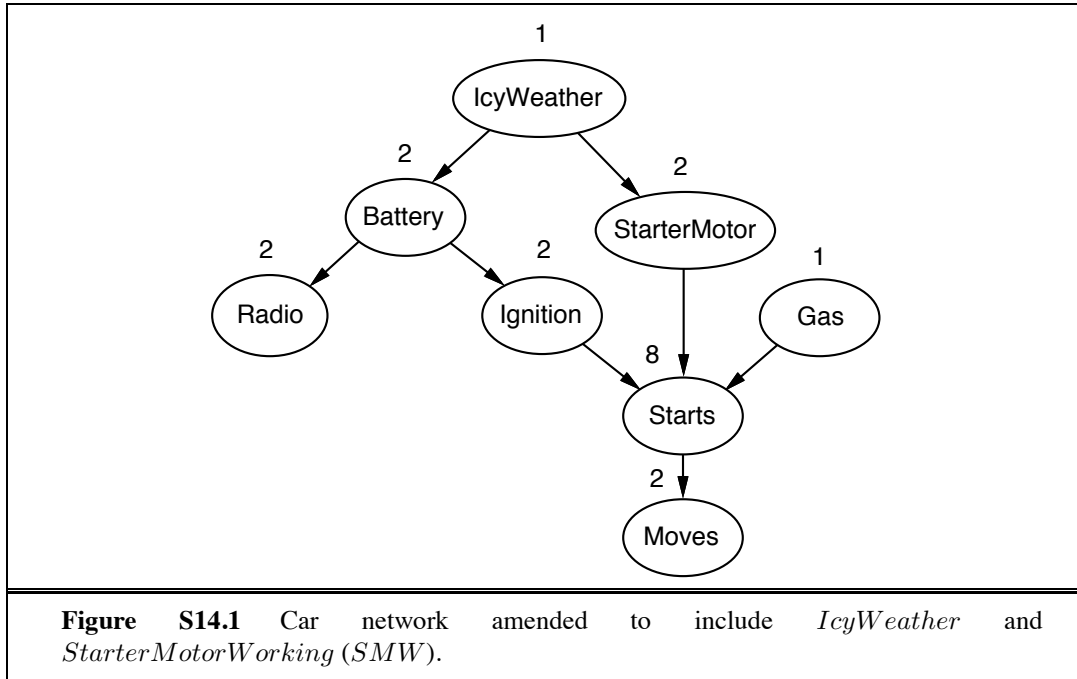 1
IcyWeather
2
2
Battery
StarterMotor
2
2
1
Radio
Ignition
Gas
8
Starts
2
Moves
Figure S14.1 Car network amended to include IcyWeather and
StarterMotorWorking (SMW).